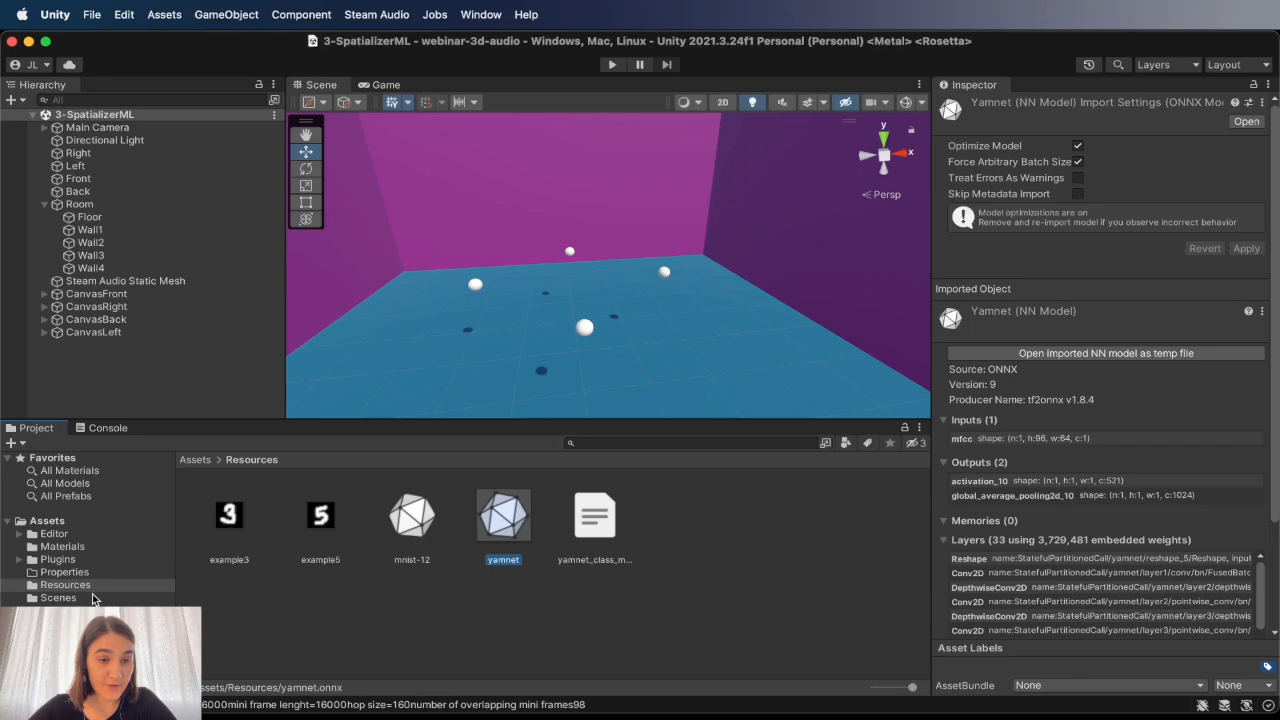 Unity File Edit Assets GameObject Component Steam Audio Jobs Window Help
3-SpatializerML - webinar-3d-audio - Windows, Mac, Linux - Unity 2021.3.24f1 Personal (Personal) <Metal> <Rosetta>
JL Layers Layout
Hierarchy Scene Game Inspector
All 2D
3-SpatializerML
Main Camera
Directional Light
Right
Left
Front
Back
Room
Floor
Wall1
Wall2
Wall3
Wall4
Steam Audio Static Mesh
CanvasFront
CanvasRight
CanvasBack
CanvasLeft
y
x
Persp
Yamnet (NN Model) Import Settings (ONNX Mo
Open
Optimize Model
Force Arbitrary Batch Size
Treat Errors As Warnings
Skip Metadata Import
Model optimizations are on
Remove and re-import model if you observe incorrect behavior
Revert Apply
Imported Object
Yamnet (NN Model)
Open imported NN model as temp file
Source: ONNX
Version: 9
Producer Name: tf2onnx v1.8.4
Inputs (1)
mfcc shape: (n:1, h:96, w:64, c:1)
Outputs (2)
activation_10 shape: (n:1, h:1, w:1, c:521)
global_average_pooling2d_10 shape: (n:1, h:1, w:1, c:1024)
Memories (0)
Layers (33 using 3,729,481 embedded weights)
Reshape name:StatefulPartitionedCall/yamnet/reshape_5/Reshape, input
Conv2D name:StatefulPartitionedCall/yamnet/layer1/conv/bn/FusedBatc
DepthwiseConv2D name:StatefulPartitionedCall/yamnet/layer2/depthwis
Conv2D name:StatefulPartitionedCall/yamnet/layer2/pointwise_conv/bn/
DepthwiseConv2D name:StatefulPartitionedCall/yamnet/layer3/depthwis
Conv2D name:StatefulPartitionedCall/yamnet/layer3/pointwise_conv/bn/
Asset Labels
AssetBundle None None
Project Console
3
Favorites
All Materials
All Models
All Prefabs
Assets
Editor
Materials
Plugins
Properties
Resources
Scenes
Assets > Resources
3 5
example3 example5 mnist-12 yamnet yamnet_class_m...
ssets/Resources/yamnet.onnx
6000mini frame lenght=16000hop size=160number of overlapping mini frames98